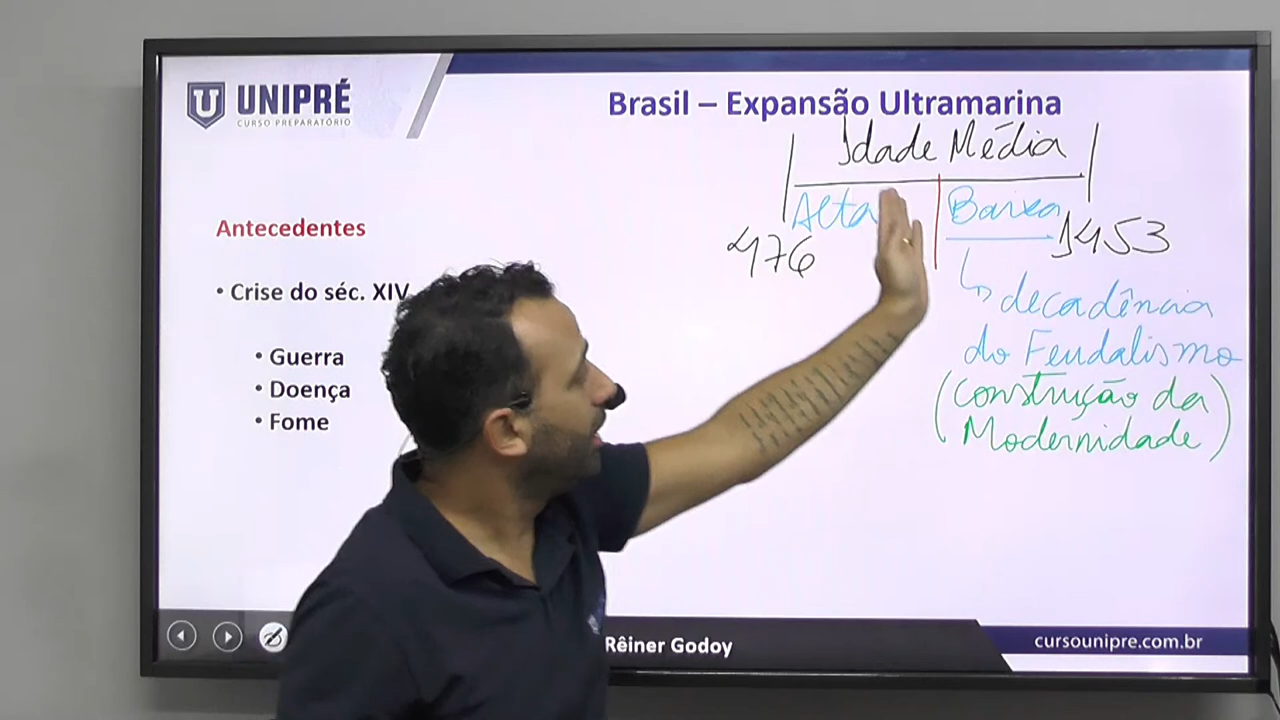 UNIPRÉ
CURSO PREPARATÓRIO
Brasil – Expansão Ultramarina
Idade Média
Alta
Baixa
476
1453
Antecedentes
• Crise do séc. XIV
• Guerra
• Doença
• Fome
decadência
do Feudalismo
(construção da
Modernidade)
Rêiner Godoy
cursounipre.com.br